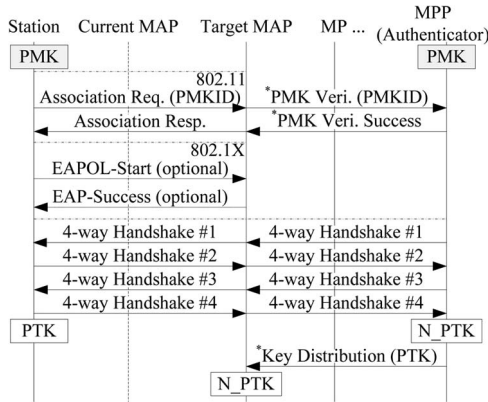 Station Current MAP Target MAP MP ... MPP
(Authenticator)
PMK PMK
802.11
Association Req. (PMKID) *PMK Veri. (PMKID)
Association Resp. *PMK Veri. Success
802.1X
EAPOL-Start (optional)
EAP-Success (optional)
4-way Handshake #1 4-way Handshake #1
4-way Handshake #2 4-way Handshake #2
4-way Handshake #3 4-way Handshake #3
4-way Handshake #4 4-way Handshake #4
PTK N_PTK
*Key Distribution (PTK)
N_PTK